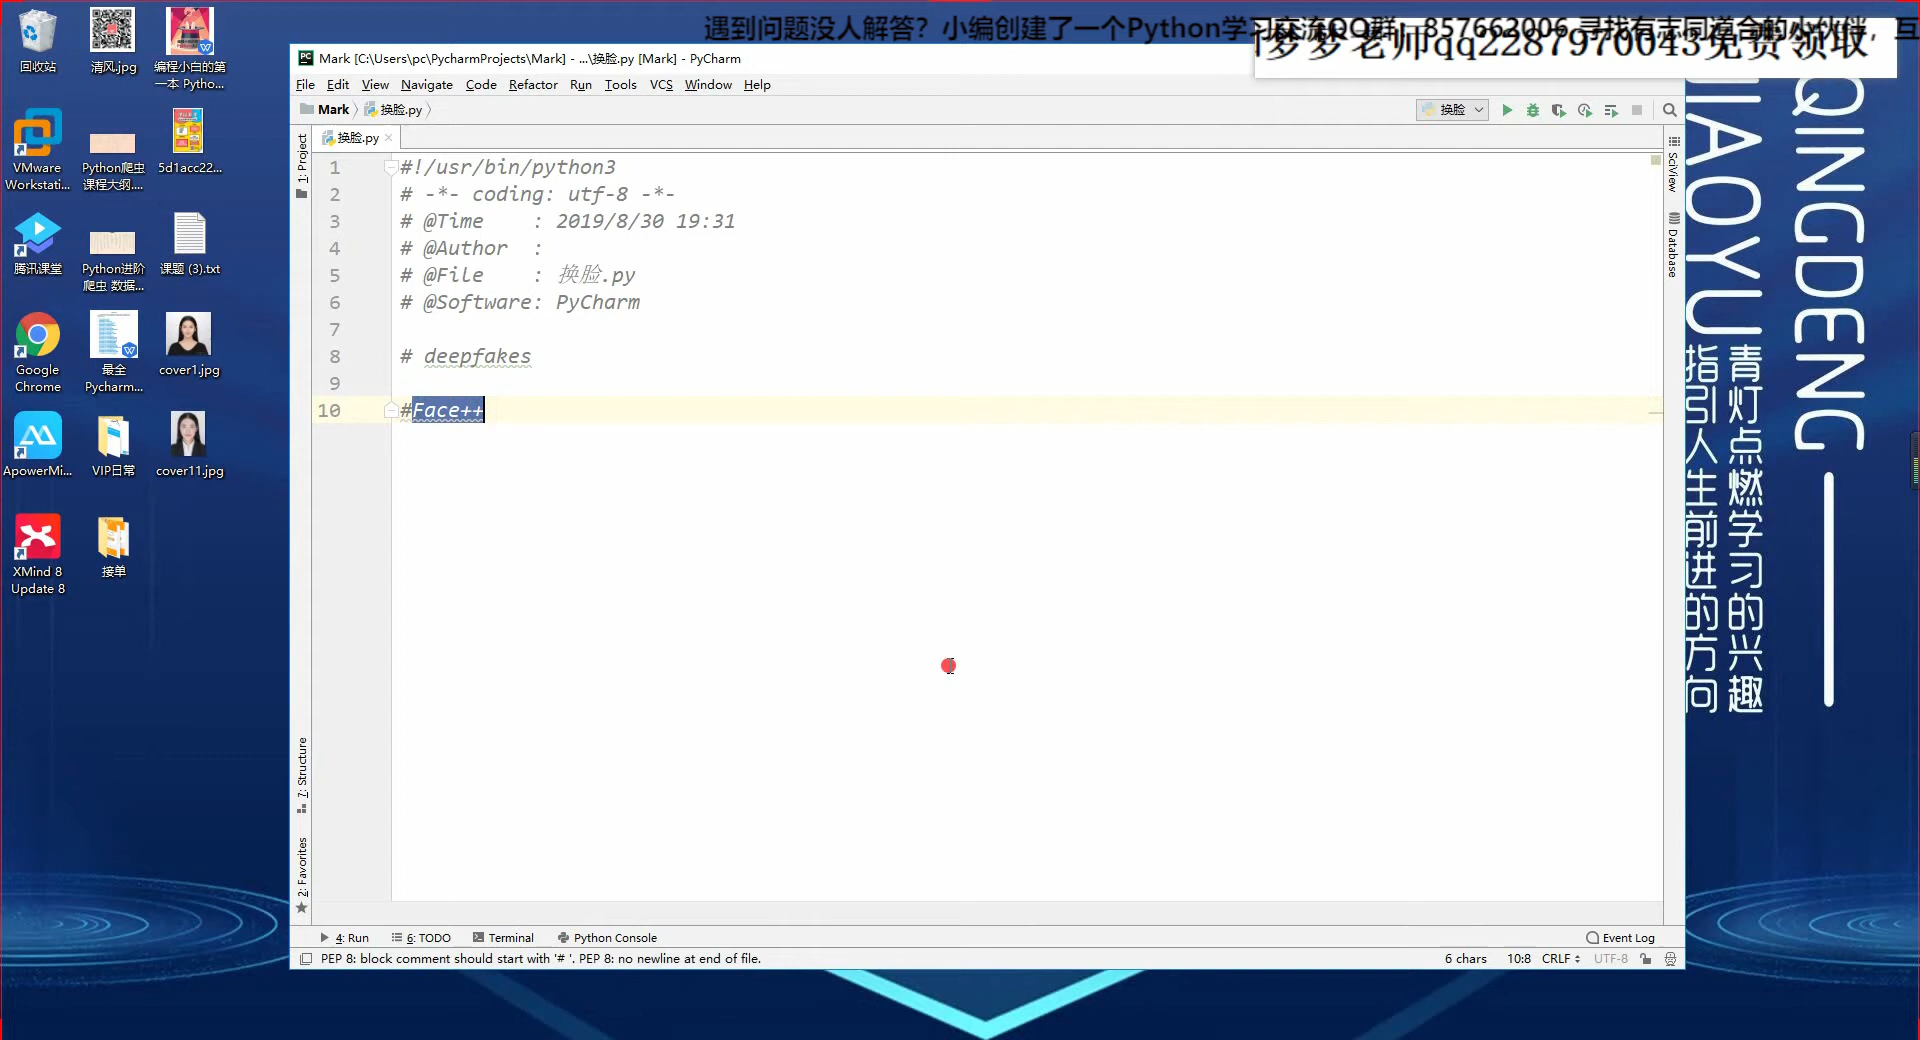 遇到问题没人解答？小编创建了一个Python学习交流QQ群：857662006 寻找有志同道合的小伙伴，互
梦梦老师qq2287970043免费领取
回收站
清风.jpg
编程小白的第
一本 Pytho...
VMware
Workstati...
Python爬虫
课程大纲....
5d1acc22...
腾讯课堂
Python进阶
爬虫 数据...
课题 (3).txt
Google
Chrome
最全
Pycharm...
cover1.jpg
ApowerMi...
VIP日常
cover11.jpg
XMind 8
Update 8
接单
Mark [C:\Users\pc\PycharmProjects\Mark] - ...\换脸.py [Mark] - PyCharm
File Edit View Navigate Code Refactor Run Tools VCS Window Help
Mark 换脸.py
换脸
换脸.py
1: Project
7: Structure
2: Favorites
1 #!/usr/bin/python3
2 # -*- coding: utf-8 -*-
3 # @Time    : 2019/8/30 19:31
4 # @Author  :
5 # @File    : 换脸.py
6 # @Software: PyCharm
7
8 # deepfakes
9
10 #Face++
SciView
Database
4: Run 6: TODO Terminal Python Console
Event Log
PEP 8: block comment should start with '# '. PEP 8: no newline at end of file.
6 chars 10:8 CRLF UTF-8
QINGDENG
JIAOYU
青灯点燃学习的兴趣
指引人生前进的方向